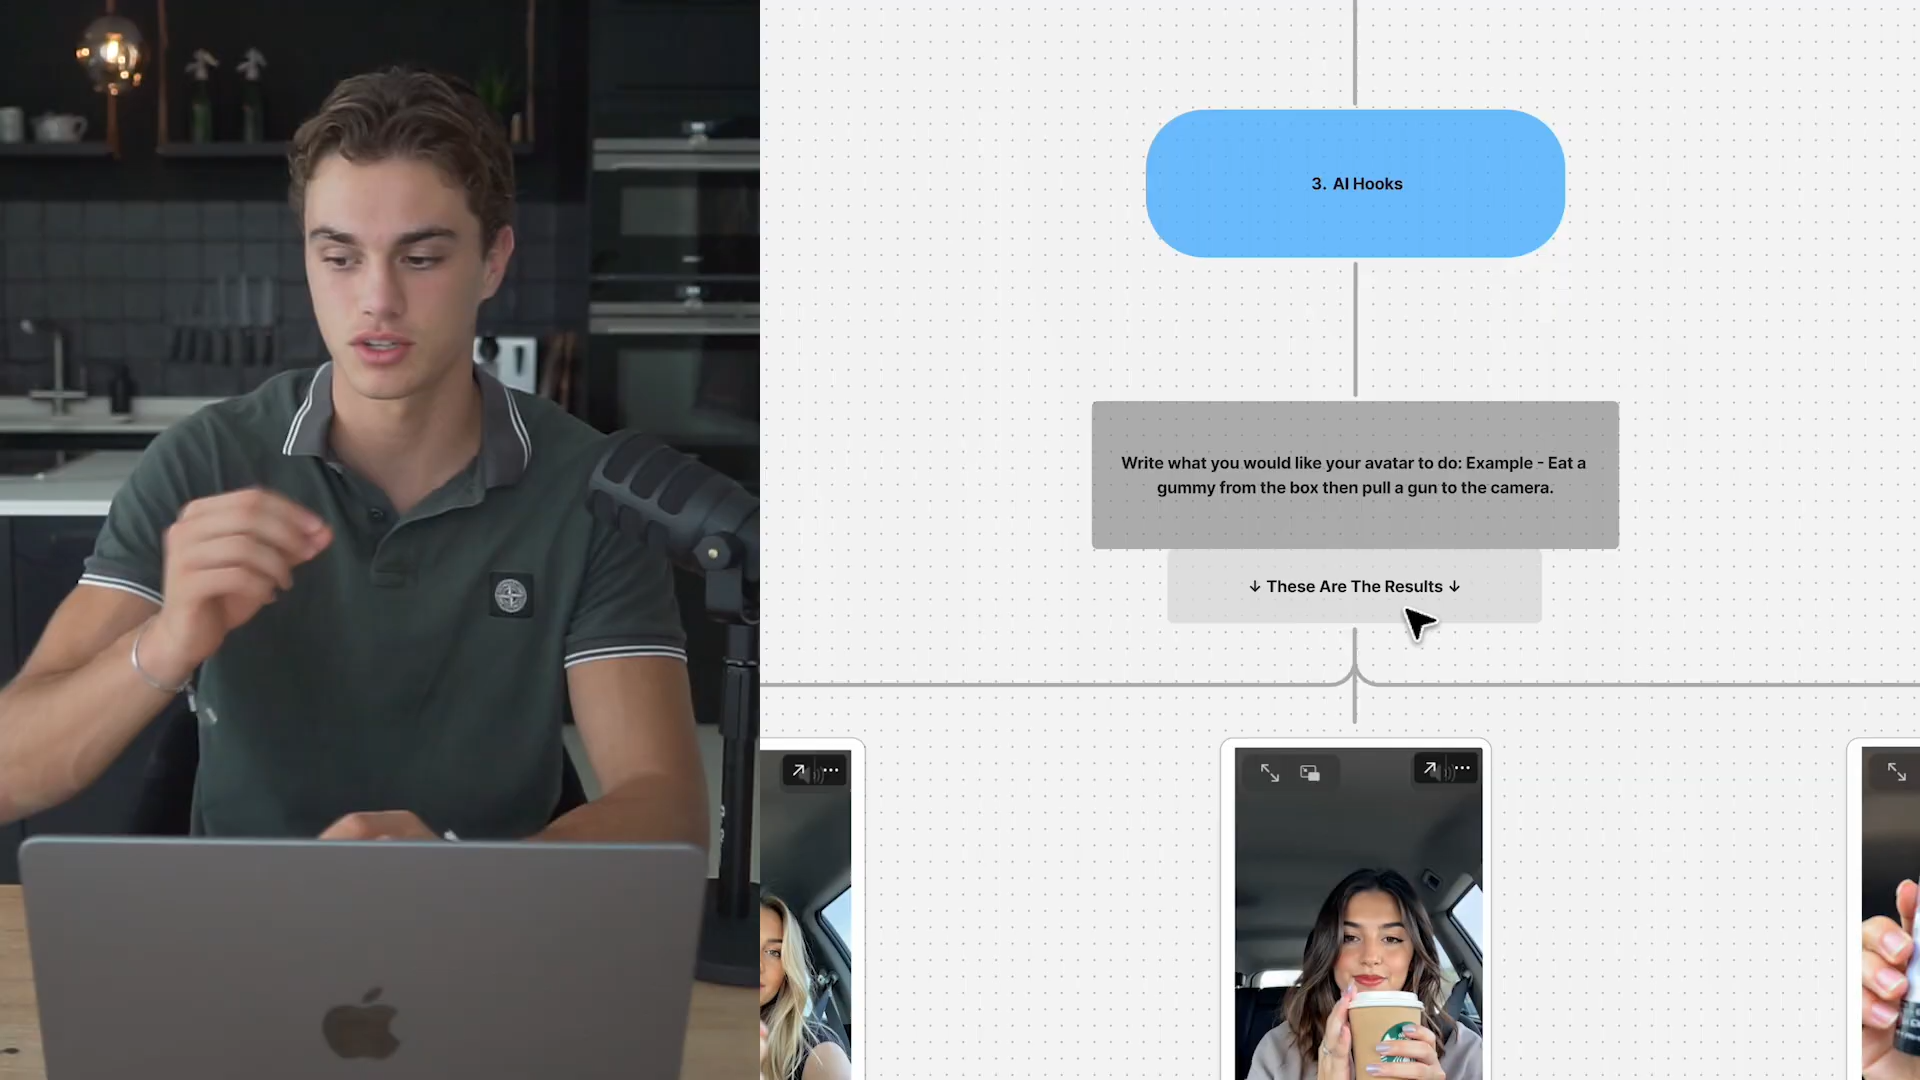 3. AI Hooks
Write what you would like your avatar to do: Example - Eat a
gummy from the box then pull a gun to the camera.
↓ These Are The Results ↓